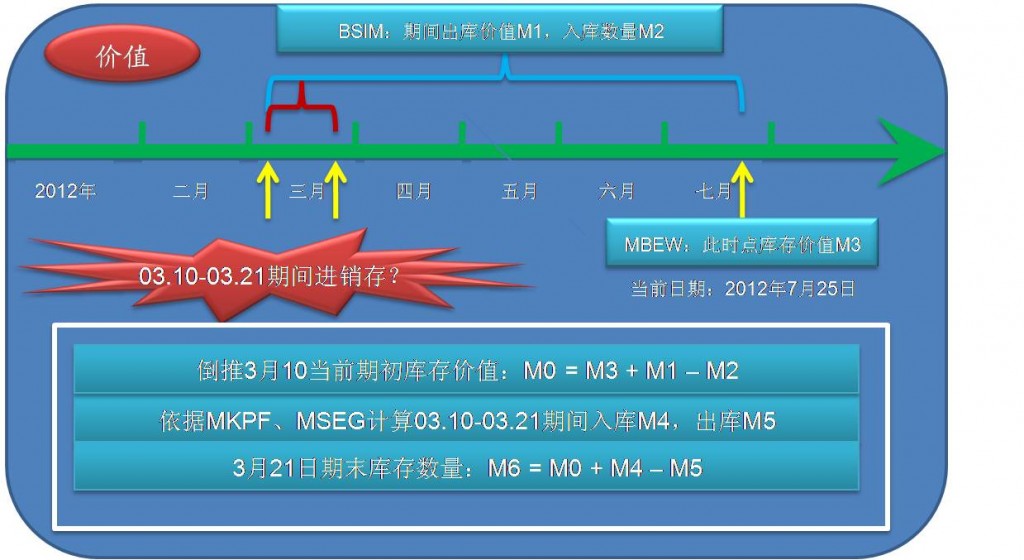 BSIM：期间出库价值M1，入库数量M2
价值
2012年 二月 三月 四月 五月 六月 七月
MBEW：此时点库存价值M3
03.10-03.21期间进销存？
当前日期：2012年7月25日
倒推3月10当前期初库存价值：M0 = M3 + M1 – M2
依据MKPF、MSEG计算03.10-03.21期间入库M4，出库M5
3月21日期末库存数量：M6 = M0 + M4 – M5